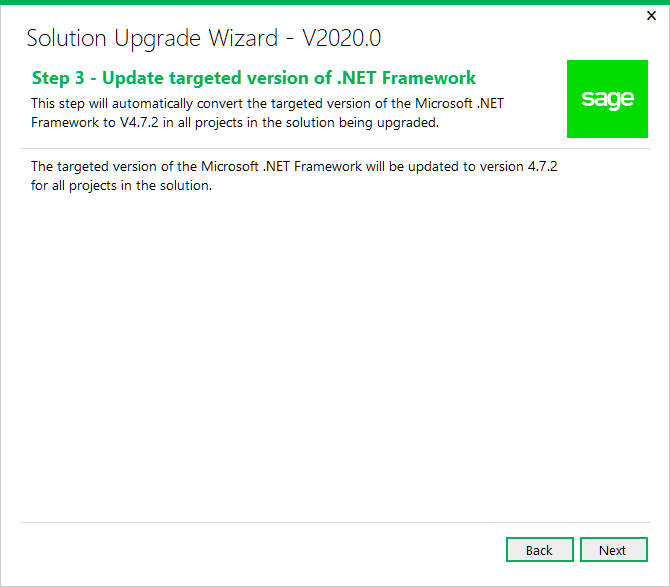 Solution Upgrade Wizard - V2020.0
Step 3 - Update targeted version of .NET Framework
This step will automatically convert the targeted version of the Microsoft .NET
Framework to V4.7.2 in all projects in the solution being upgraded.
sage
The targeted version of the Microsoft .NET Framework will be updated to version 4.7.2
for all projects in the solution.
Back
Next